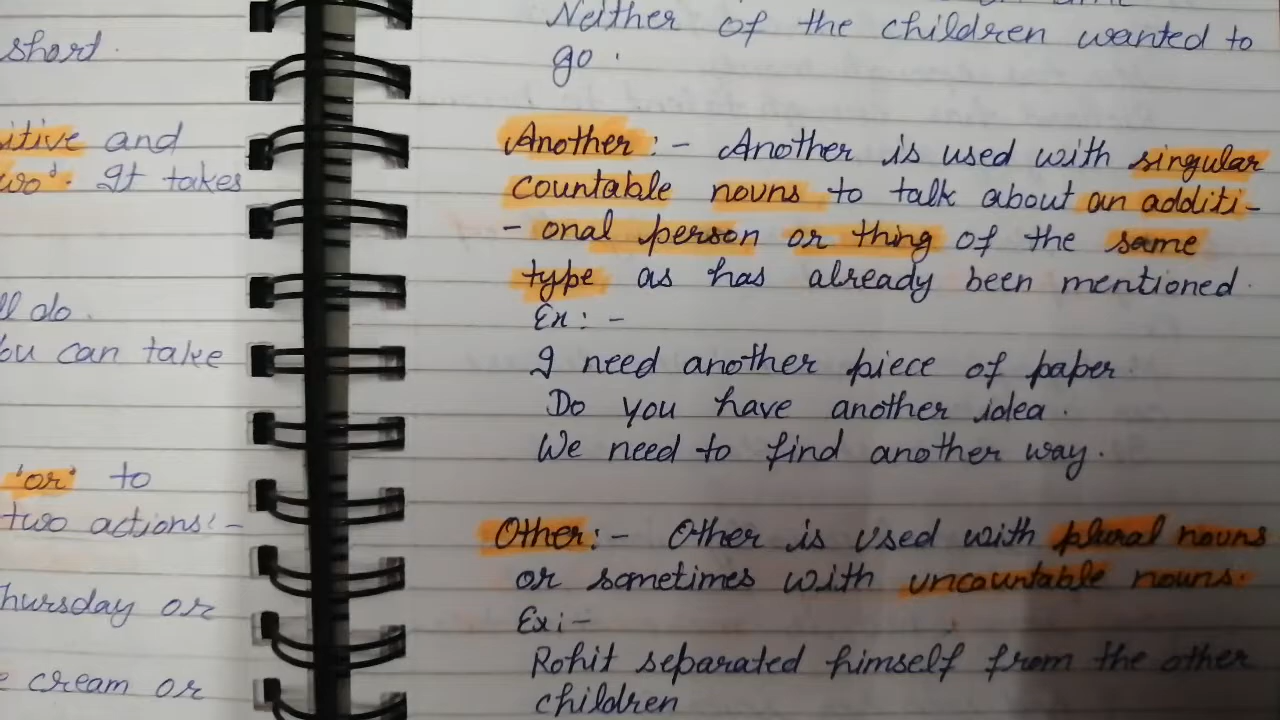 short.
itive and
two'. It takes
ll do.
You can take
'or' to
two actions:-
hursday or
cream or
Neither of the children wanted to
go.
Another :- Another is used with singular
countable nouns to talk about an additi-
- onal person or thing of the same
type as has already been mentioned.
Ex: -
I need another piece of paper.
Do you have another idea.
We need to find another way.
Other :- Other is used with plural nouns
or sometimes with uncountable nouns.
Ex:-
Rohit separated himself from the other
children